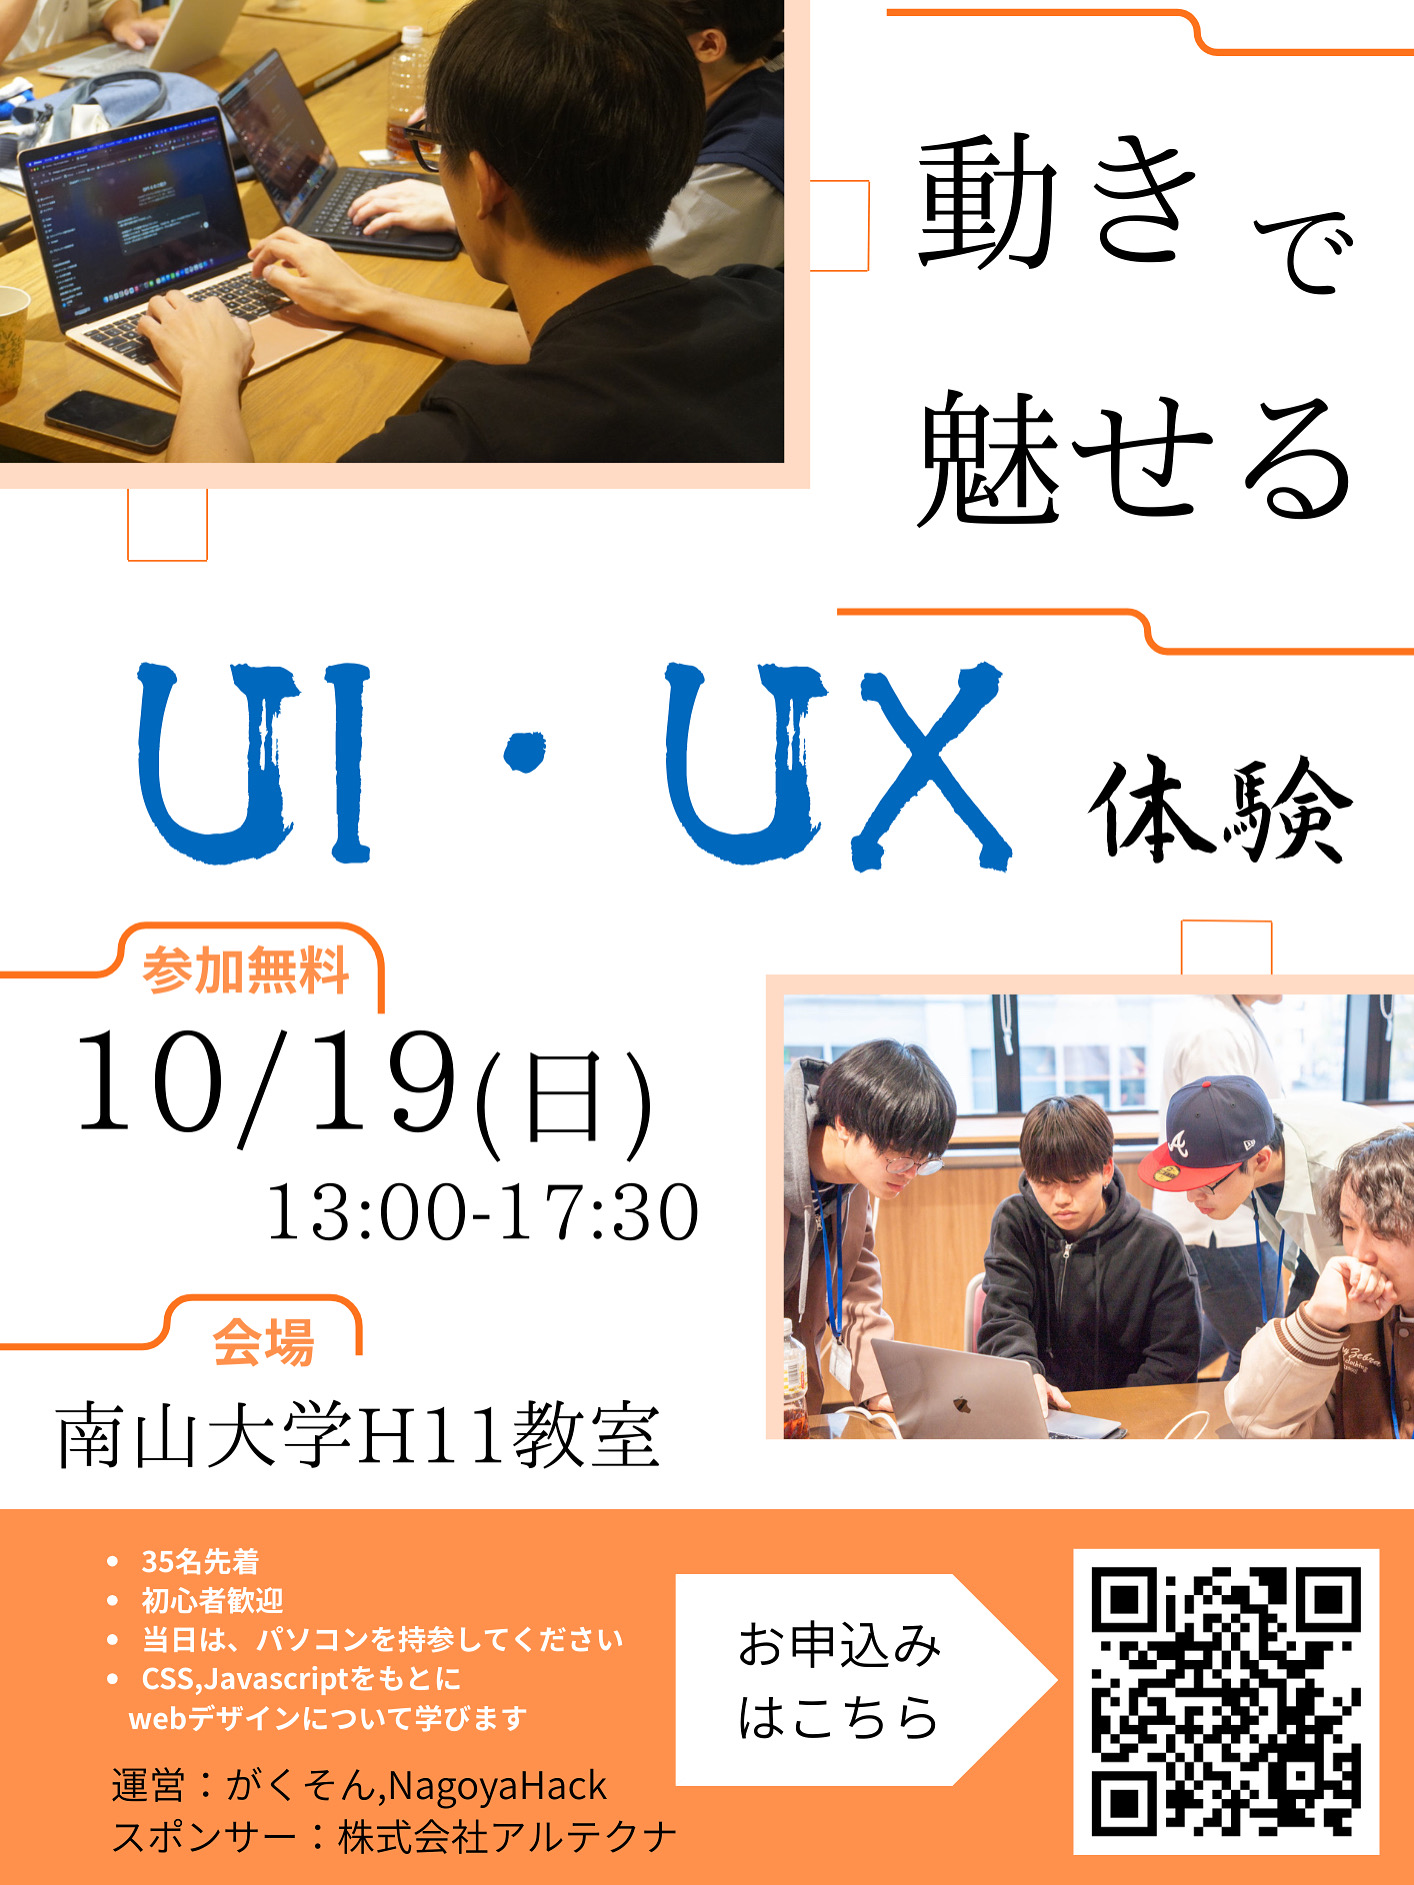 動きで
魅せる
UI・UX体験
参加無料
10/19(日)
13:00-17:30
会場
南山大学H11教室
• 35名先着
• 初心者歓迎
• 当日は、パソコンを持参してください
• CSS,Javascriptをもとに
webデザインについて学びます
お申込み
はこちら
運営：がくそん,NagoyaHack
スポンサー：株式会社アルテクナ